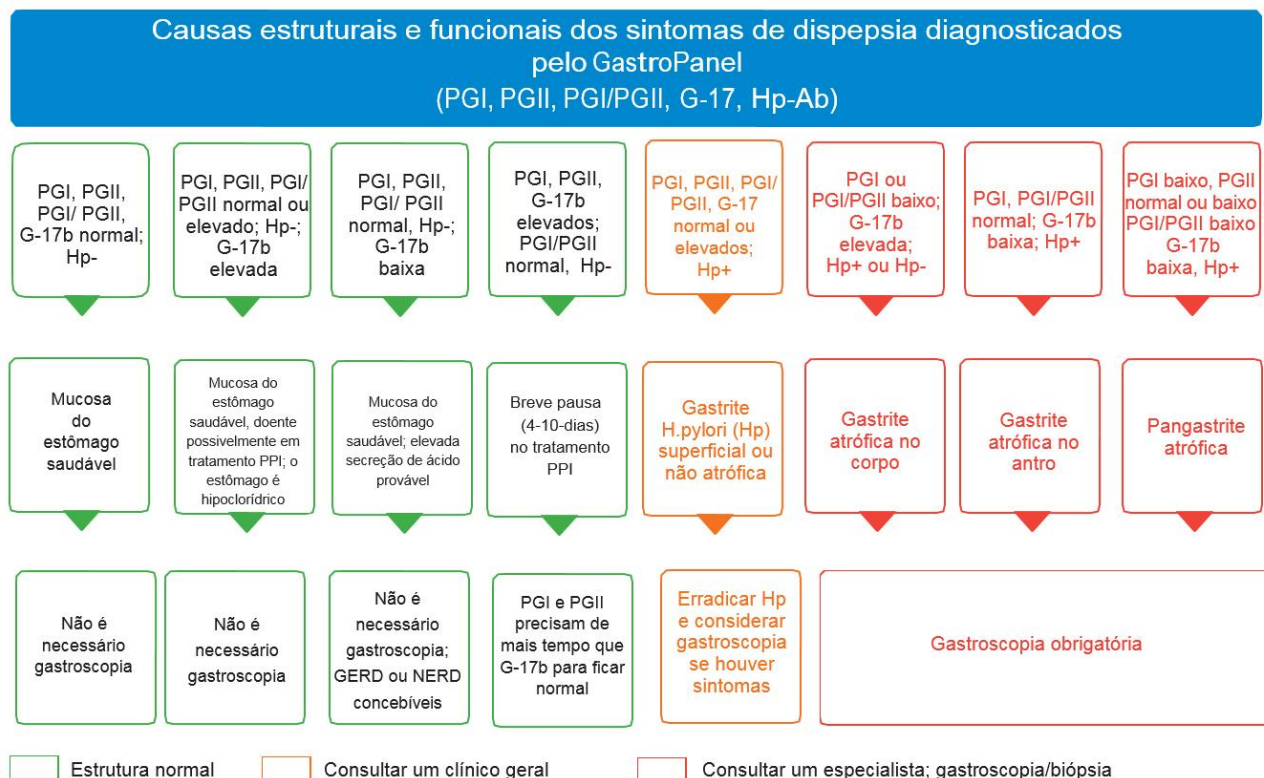 Causas estruturais e funcionais dos sintomas de dispepsia diagnosticados
pelo GastroPanel
(PGI, PGII, PGI/PGII, G-17, Hp-Ab)
PGI, PGII,
PGI/ PGII,
G-17b normal;
Hp-
PGI, PGII, PGI/
PGII normal ou
elevado; Hp-;
G-17b
elevada
PGI, PGII,
PGI/ PGII
normal, Hp-;
G-17b
baixa
PGI, PGII,
G-17b
elevados;
PGI/PGII
normal, Hp-
PGI, PGII, PGI/
PGII, G-17
normal ou
elevados;
Hp+
PGI ou
PGI/PGII baixo;
G-17b
elevada;
Hp+ ou Hp-
PGI, PGI/PGII
normal; G-17b
baixa; Hp+
PGI baixo, PGII
normal ou baixo
PGI/PGII baixo
G-17b
baixa, Hp+
Mucosa
do
estômago
saudável
Mucosa do
estômago
saudável, doente
possivelmente em
tratamento PPI; o
estômago é
hipoclorídrico
Mucosa do
estômago
saudável; elevada
secreção de ácido
provável
Breve pausa
(4-10-dias)
no tratamento
PPI
Gastrite
H.pylori (Hp)
superficial ou
não atrófica
Gastrite
atrófica no
corpo
Gastrite
atrófica no
antro
Pangastrite
atrófica
Não é
necessário
gastroscopia
Não é
necessário
gastroscopia
Não é
necessário
gastroscopia;
GERD ou NERD
concebíveis
PGI e PGII
precisam de
mais tempo que
G-17b para ficar
normal
Erradicar Hp
e considerar
gastroscopia
se houver
sintomas
Gastroscopia obrigatória
Estrutura normal
Consultar um clínico geral
Consultar um especialista; gastroscopia/biópsia